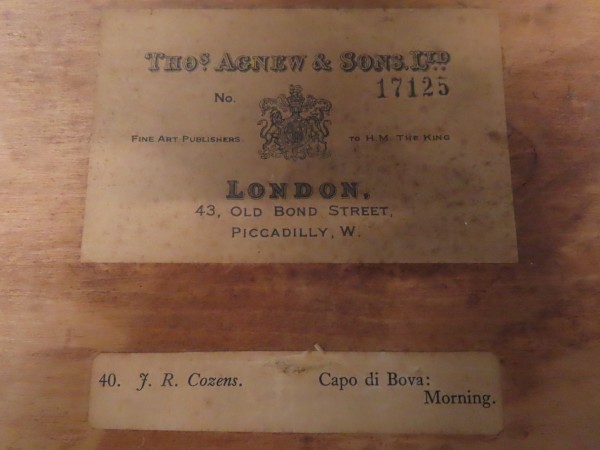 Thos. Agnew & Sons. Ltd.
No. 17125
Fine Art Publishers to H.M. The King
London.
43, Old Bond Street,
Piccadilly, W.
40. J. R. Cozens. Capo di Bova:
Morning.